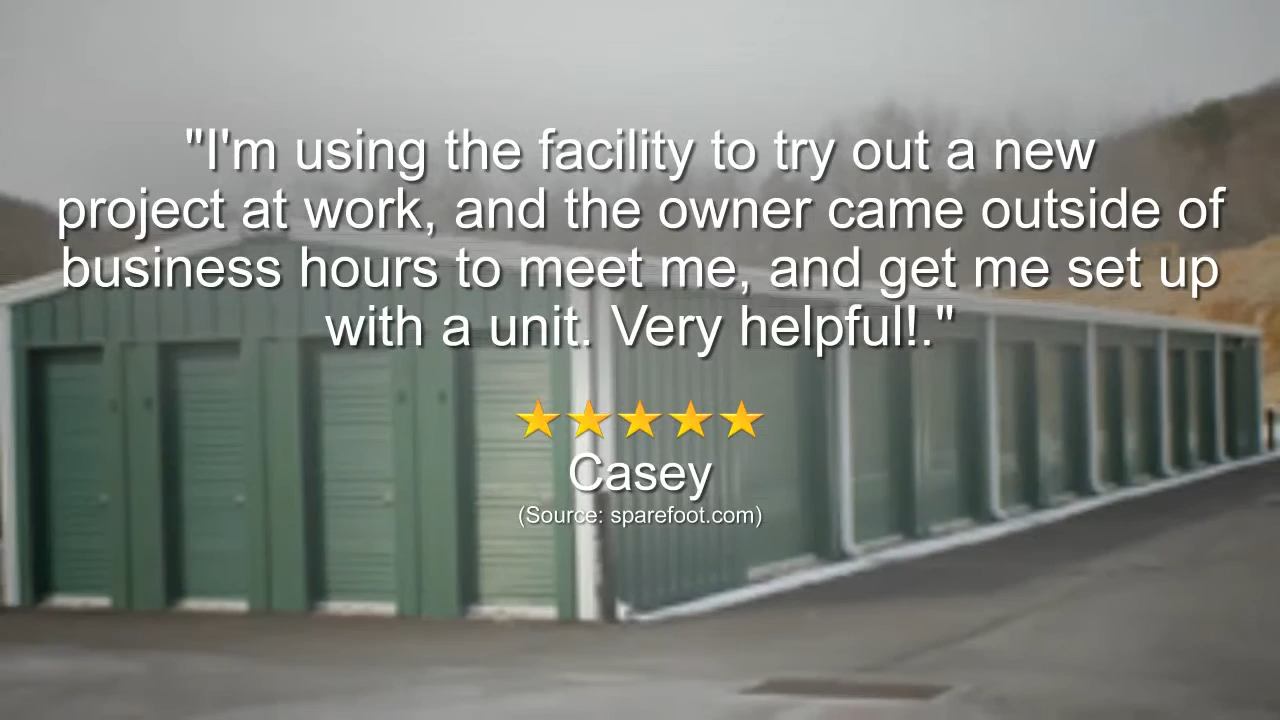 "I'm using the facility to try out a new
project at work, and the owner came outside of
business hours to meet me, and get me set up
with a unit. Very helpful!."
Casey
(Source: sparefoot.com)